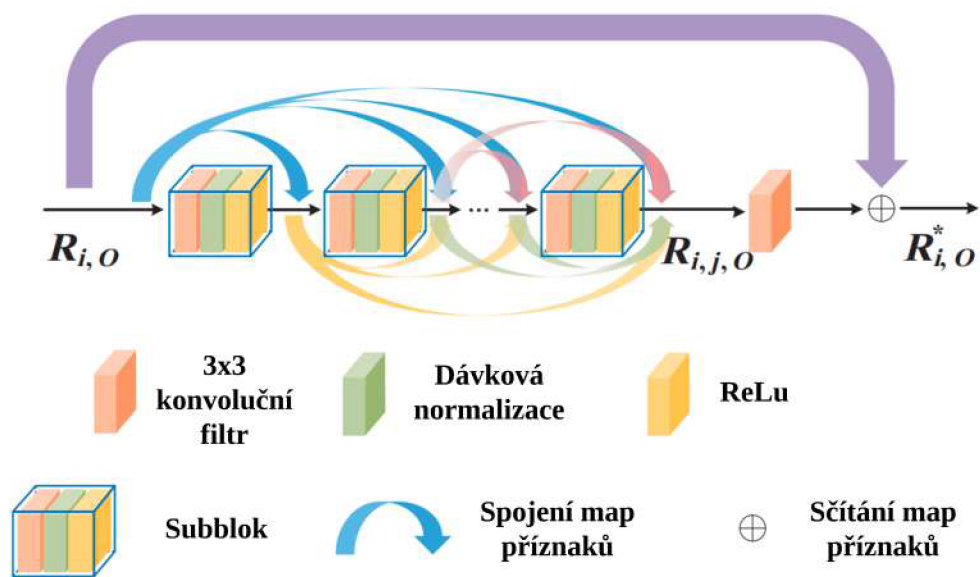 R_{i, O}
...
R_{i, j, O}
R^*_{i, O}
3x3
konvoluční
filtr
Dávková
normalizace
ReLu
Subblok
Spojení map
příznaků
Sčítání map
příznaků